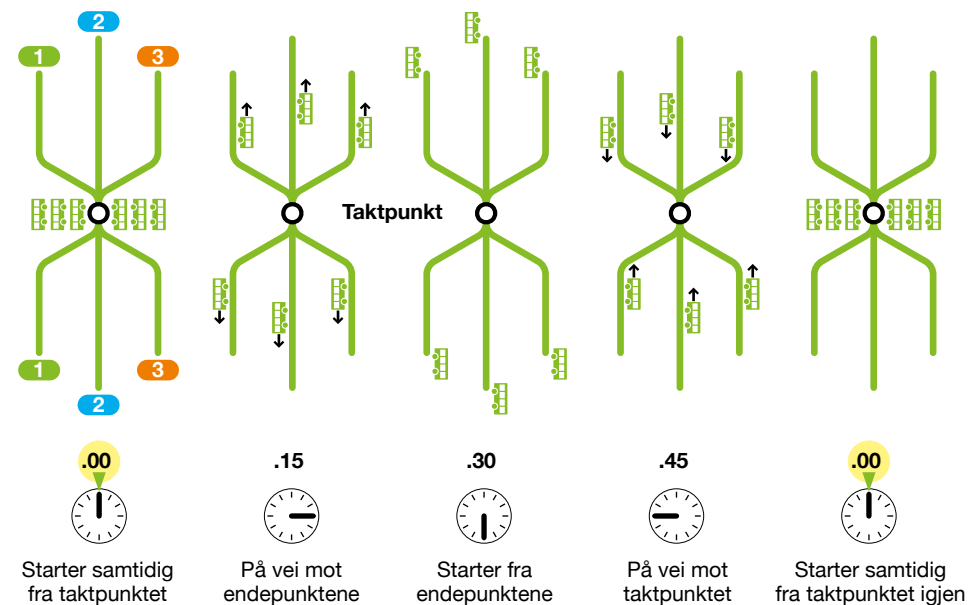 2
1
3
Taktpunkt
1
3
2
.00
.15
.30
.45
.00
Starter samtidig
fra taktpunktet
På vei mot
endepunktene
Starter fra
endepunktene
På vei mot
taktpunktet
Starter samtidig
fra taktpunktet igjen